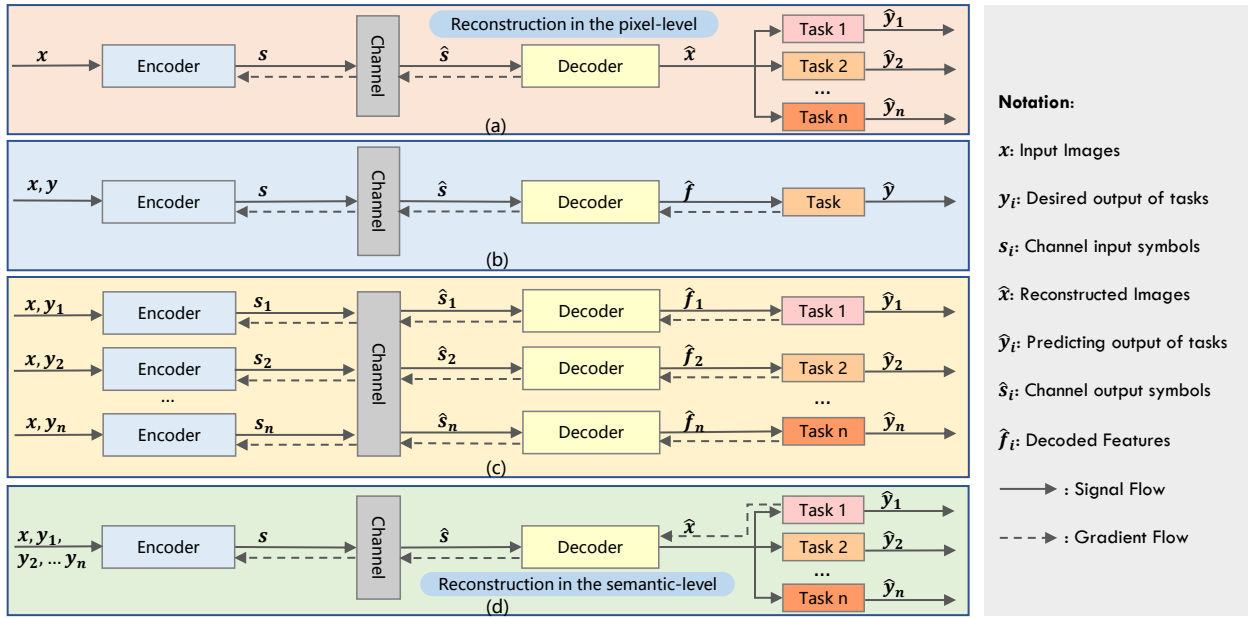 Reconstruction in the pixel-level
x
Encoder
s
Channel
ŝ
Decoder
x̂
Task 1
ŷ₁
Task 2
ŷ₂
...
Task n
ŷₙ
(a)
x, y
Encoder
s
Channel
ŝ
Decoder
f̂
Task
ŷ
(b)
x, y₁
Encoder
s₁
Channel
ŝ₁
Decoder
f̂₁
Task 1
ŷ₁
x, y₂
Encoder
s₂
ŝ₂
Decoder
f̂₂
Task 2
ŷ₂
...
...
x, yₙ
Encoder
sₙ
ŝₙ
Decoder
f̂ₙ
Task n
ŷₙ
(c)
x, y₁,
y₂, ... yₙ
Encoder
s
Channel
ŝ
Decoder
x̂
Task 1
ŷ₁
Task 2
ŷ₂
...
Task n
ŷₙ
Reconstruction in the semantic-level
(d)
Notation:
x: Input Images
yᵢ: Desired output of tasks
sᵢ: Channel input symbols
x̂: Reconstructed Images
ŷᵢ: Predicting output of tasks
ŝᵢ: Channel output symbols
f̂ᵢ: Decoded Features
: Signal Flow
: Gradient Flow